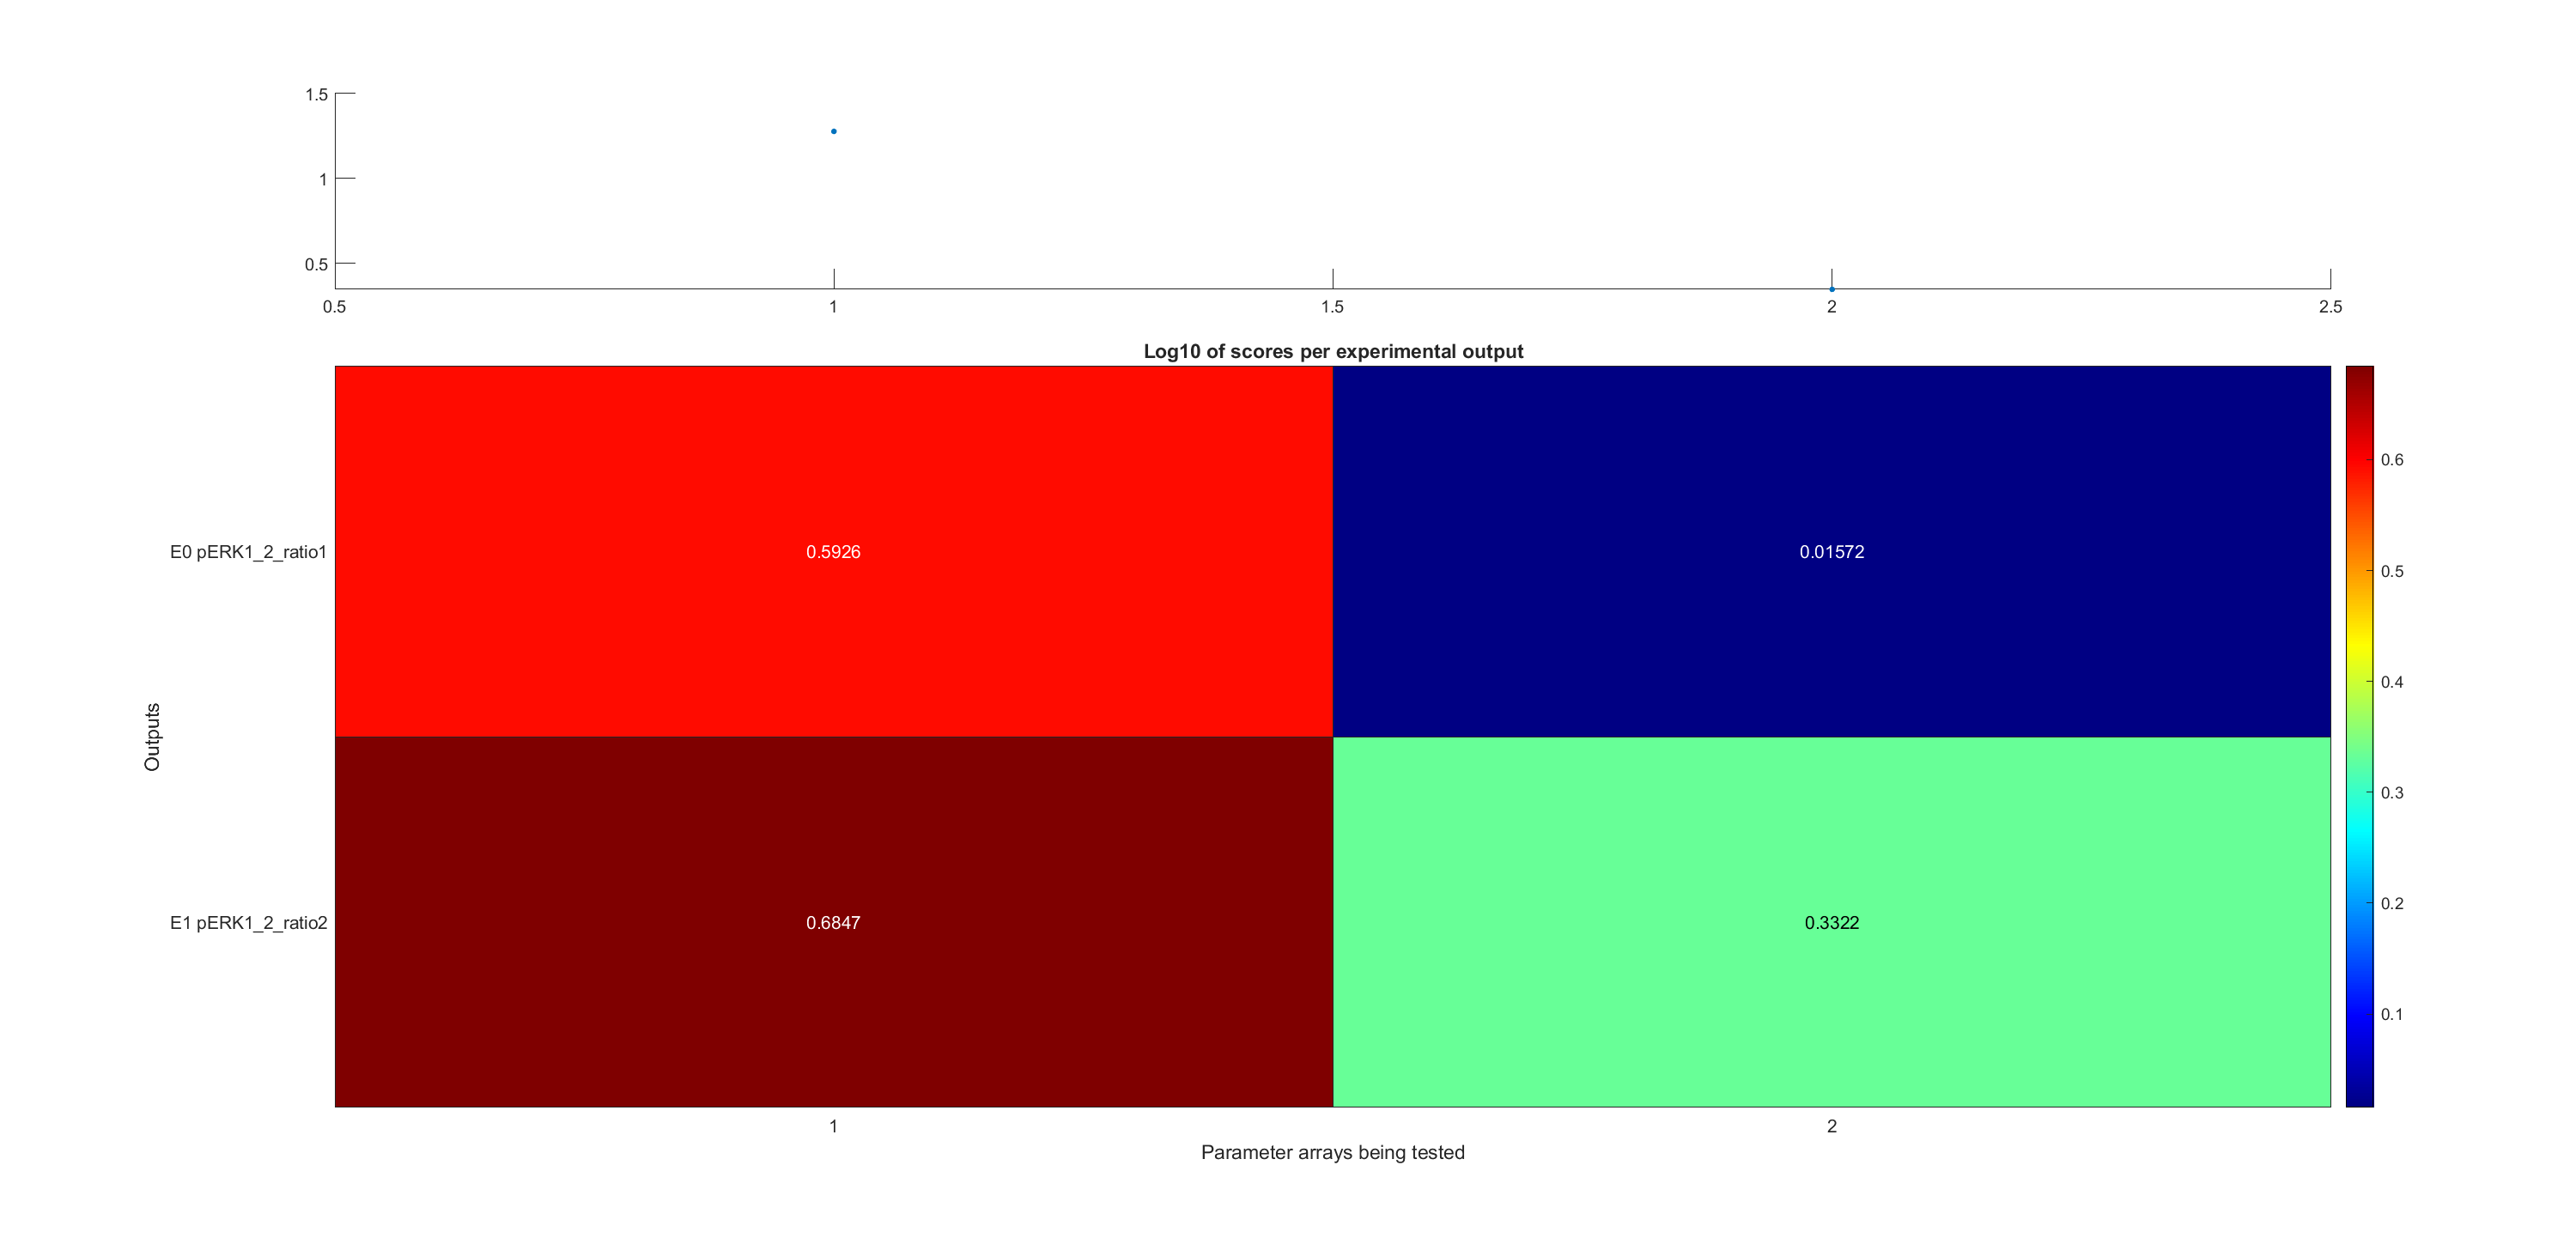 1.5
1
0.5
0.5 1 1.5 2 2.5
Log10 of scores per experimental output
E0 pERK1_2_ratio1 0.5926 0.01572
E1 pERK1_2_ratio2 0.6847 0.3322
Outputs
0.6
0.5
0.4
0.3
0.2
0.1
1 2
Parameter arrays being tested